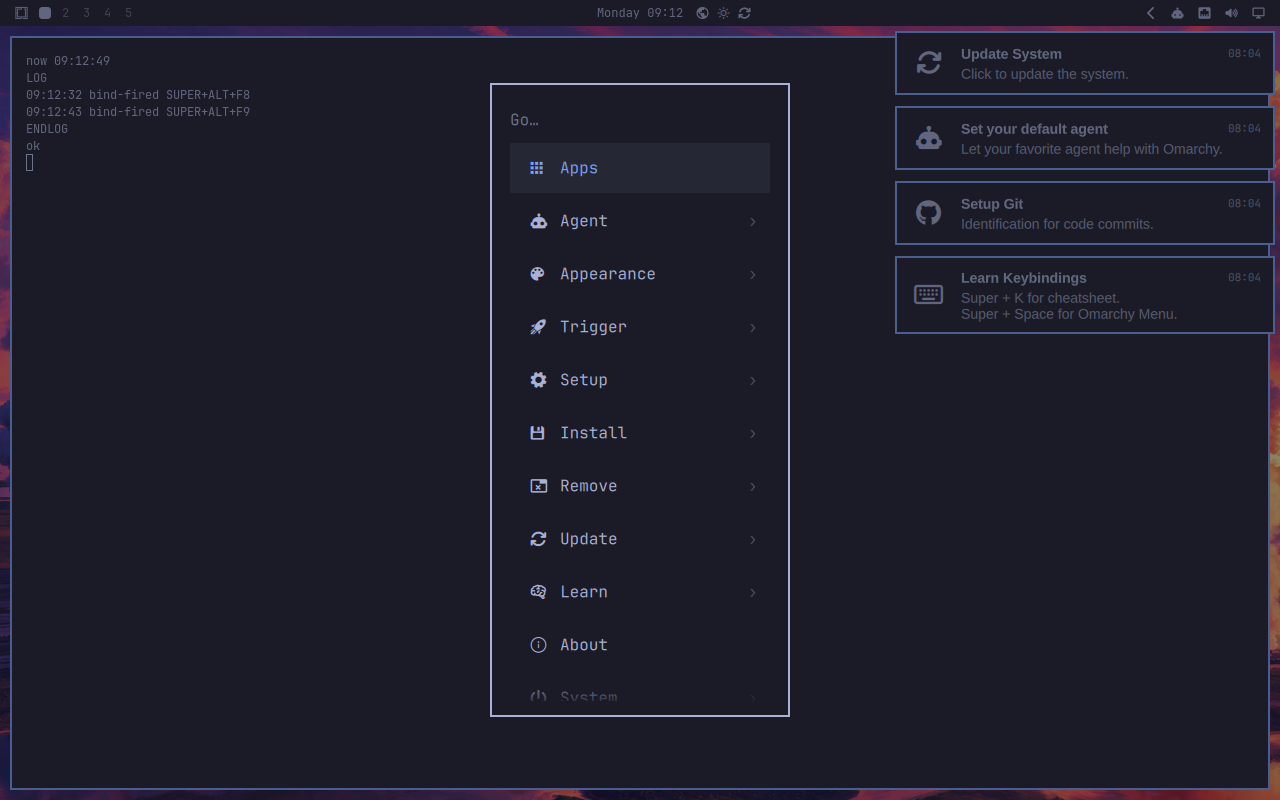 2 3 4 5
Monday 09:12
now 09:12:49
LOG
09:12:32 bind-fired SUPER+ALT+F8
09:12:43 bind-fired SUPER+ALT+F9
ENDLOG
ok
Go…
Apps
Agent
Appearance
Trigger
Setup
Install
Remove
Update
Learn
About
System
Update System 08:04
Click to update the system.
Set your default agent 08:04
Let your favorite agent help with Omarchy.
Setup Git 08:04
Identification for code commits.
Learn Keybindings 08:04
Super + K for cheatsheet.
Super + Space for Omarchy Menu.